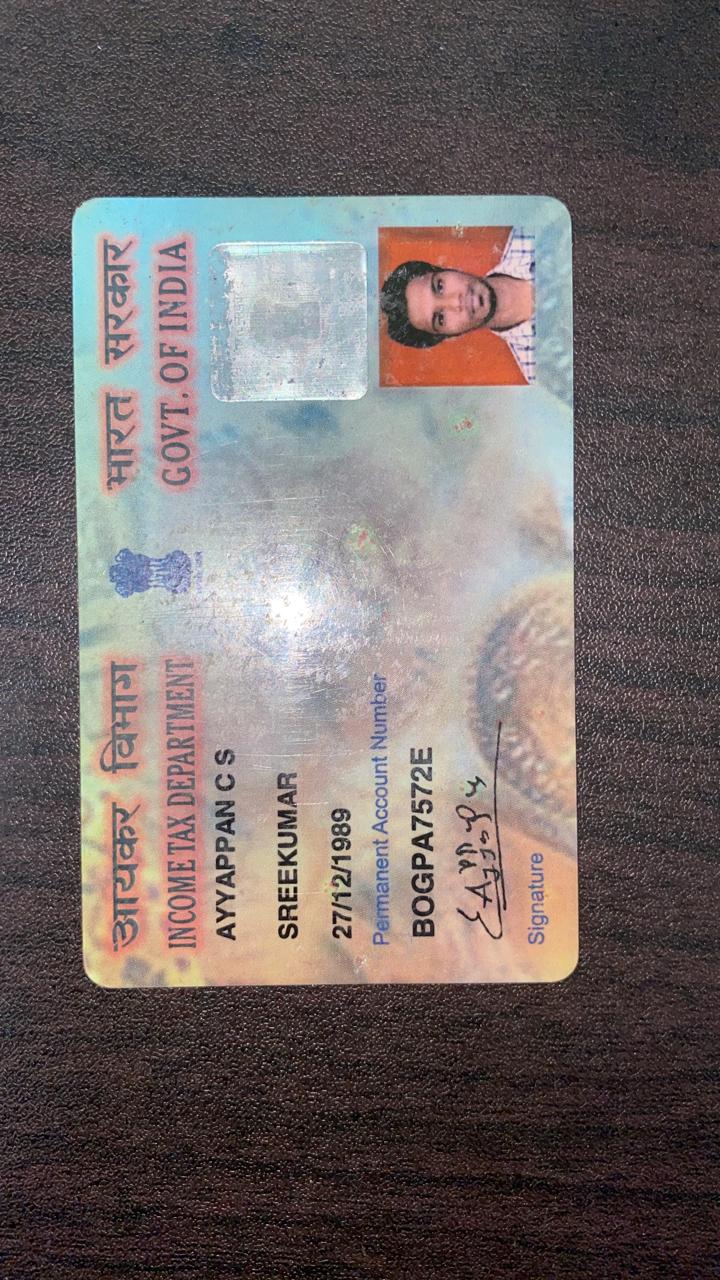 आयकर विभाग
INCOME TAX DEPARTMENT
भारत सरकार
GOVT. OF INDIA
AYYAPPAN C S
SREEKUMAR
27/12/1989
Permanent Account Number
BOGPA7572E
Signature